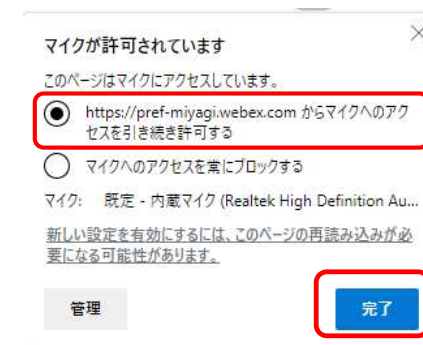 マイクが許可されています
このページはマイクにアクセスしています。
https://pref-miyagi.webex.com からマイクへのアク
セスを引き続き許可する
マイクへのアクセスを常にブロックする
マイク: 既定 - 内蔵マイク (Realtek High Definition Au...
新しい設定を有効にするには、このページの再読み込みが必
要になる可能性があります。
管理 完了